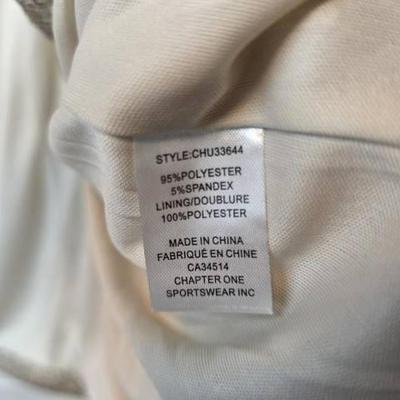 STYLE:CHU33644
95%POLYESTER
5%SPANDEX
LINING/DOUBLURE
100%POLYESTER
MADE IN CHINA
FABRIQUÉ EN CHINE
CA34514
CHAPTER ONE
SPORTSWEAR INC